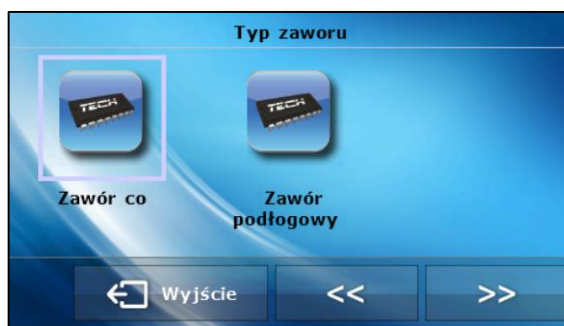 Typ zaworu
TECH
TECH
Zawór co
Zawór
podłogowy
Wyjście
<<
>>